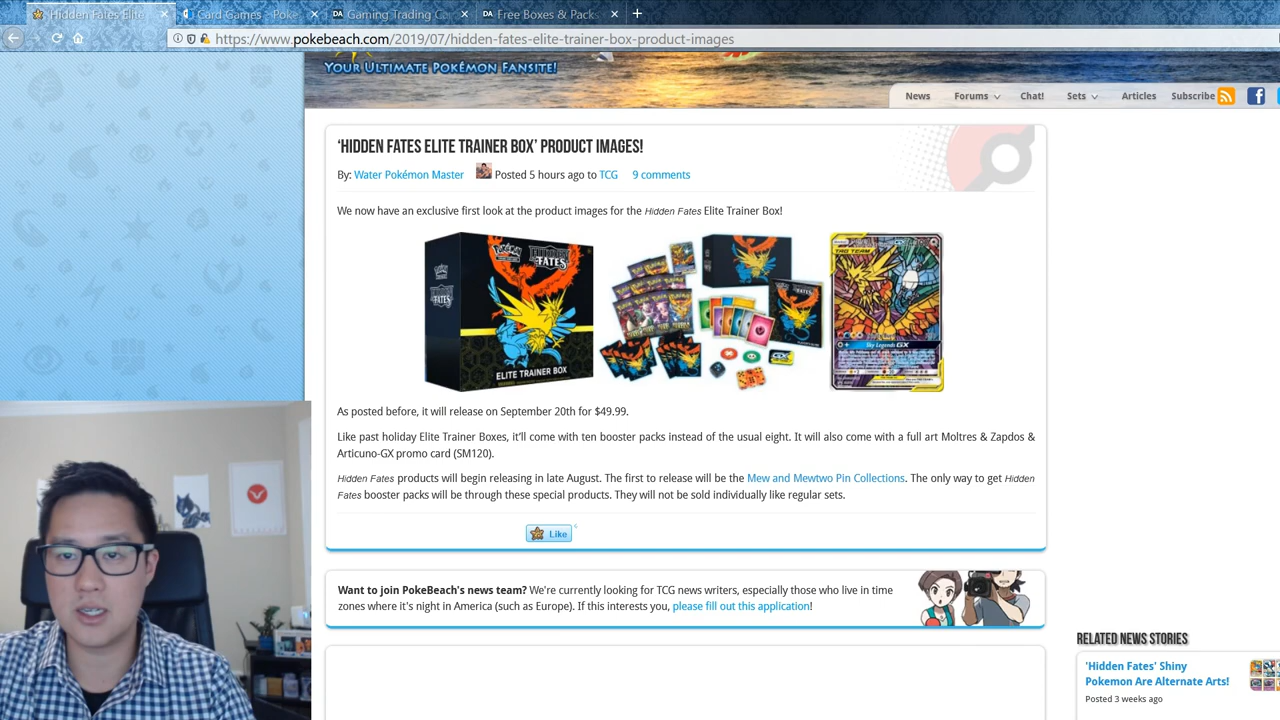 Hidden Fates Elite
Card Games - Poke
Gaming Trading Car
Free Boxes & Packs
https://www.pokebeach.com/2019/07/hidden-fates-elite-trainer-box-product-images
YOUR ULTIMATE POKÉMON FANSITE!
News Forums Chat! Sets Articles Subscribe
'HIDDEN FATES ELITE TRAINER BOX' PRODUCT IMAGES!
By: Water Pokémon Master Posted 5 hours ago to TCG 9 comments
We now have an exclusive first look at the product images for the Hidden Fates Elite Trainer Box!
POKÉMON HIDDEN FATES
ELITE TRAINER BOX
TAG TEAM
Sky Legends GX
As posted before, it will release on September 20th for $49.99.
Like past holiday Elite Trainer Boxes, it'll come with ten booster packs instead of the usual eight. It will also come with a full art Moltres & Zapdos &
Articuno-GX promo card (SM120).
Hidden Fates products will begin releasing in late August. The first to release will be the Mew and Mewtwo Pin Collections. The only way to get Hidden
Fates booster packs will be through these special products. They will not be sold individually like regular sets.
Like
Want to join PokeBeach's news team? We're currently looking for TCG news writers, especially those who live in time
zones where it's night in America (such as Europe). If this interests you, please fill out this application!
RELATED NEWS STORIES
'Hidden Fates' Shiny
Pokemon Are Alternate Arts!
Posted 3 weeks ago